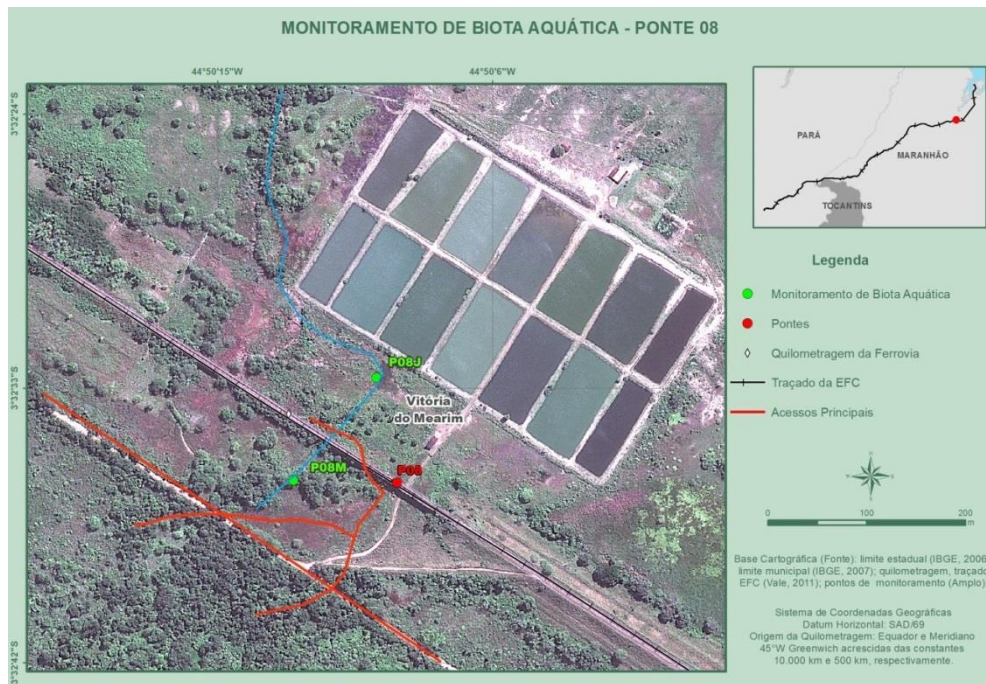 MONITORAMENTO DE BIOTA AQUÁTICA - PONTE 08
44°50'15"W
44°50'6"W
3°32'24"S
3°32'33"S
3°32'42"S
P08J
Vitória
do Mearim
P08M
P08
PARÁ
MARANHÃO
TOCANTINS
Legenda
Monitoramento de Biota Aquática
Pontes
Quilometragem da Ferrovia
Traçado da EFC
Acessos Principais
0 100 200
m
Base Cartográfica (Fonte): limite estadual (IBGE, 2006
limite municipal (IBGE, 2007); quilometragem, traçado
EFC (Vale, 2011); pontos de monitoramento (Amplo)
Sistema de Coordenadas Geográficas
Datum Horizontal: SAD/69
Origem da Quilometragem: Equador e Meridiano
45°W Greenwich acrescidas das constantes
10.000 km e 500 km, respectivamente.